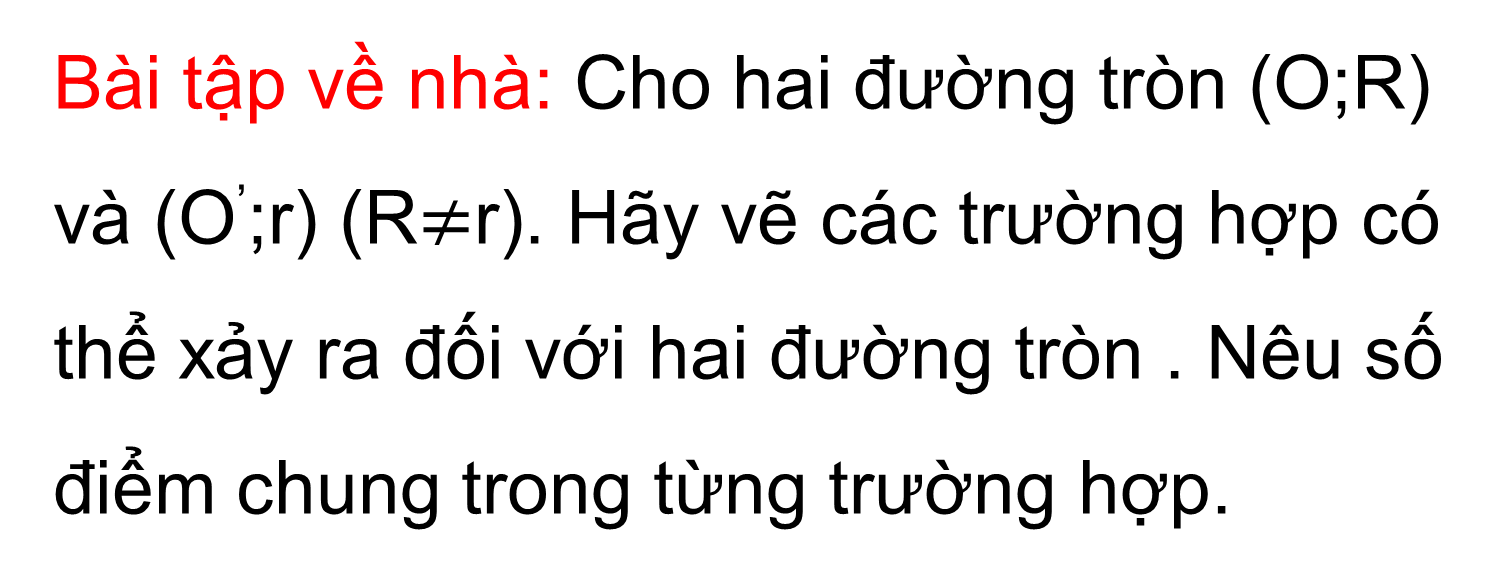 Bài tập về nhà: Cho hai đường tròn (O;R)
và (O’;r) (R≠r). Hãy vẽ các trường hợp có
thể xảy ra đối với hai đường tròn . Nêu số
điểm chung trong từng trường hợp.